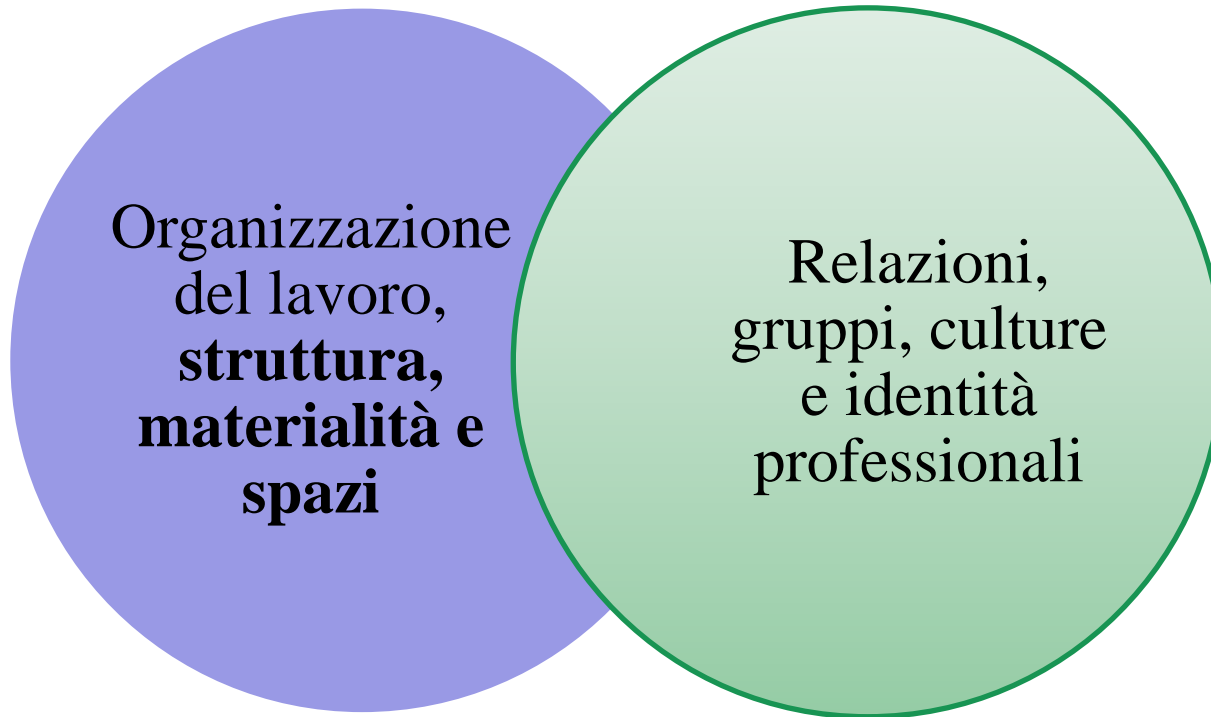 Organizzazione
del lavoro,
struttura,
materialità e
spazi
Relazioni,
gruppi, culture
e identità
professionali